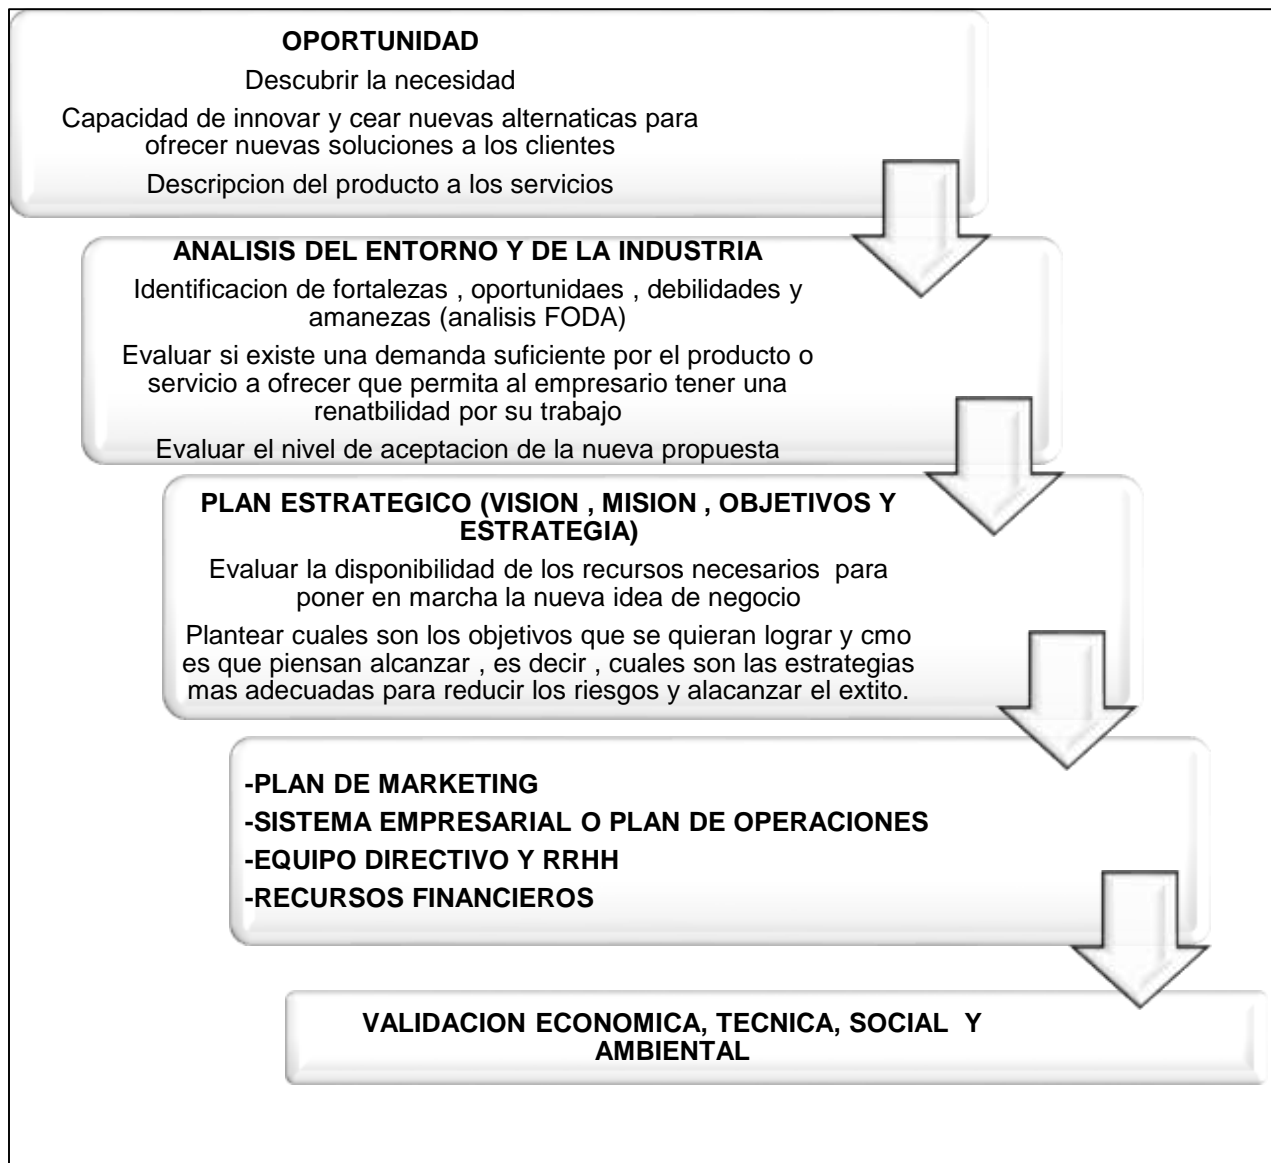 OPORTUNIDAD
Descubrir la necesidad
Capacidad de innovar y cear nuevas alternaticas para
ofrecer nuevas soluciones a los clientes
Descripcion del producto a los servicios
ANALISIS DEL ENTORNO Y DE LA INDUSTRIA
Identificacion de fortalezas , oportunidaes , debilidades y
amanezas (analisis FODA)
Evaluar si existe una demanda suficiente por el producto o
servicio a ofrecer que permita al empresario tener una
renatbilidad por su trabajo
Evaluar el nivel de aceptacion de la nueva propuesta
PLAN ESTRATEGICO (VISION , MISION , OBJETIVOS Y
ESTRATEGIA)
Evaluar la disponibilidad de los recursos necesarios  para
poner en marcha la nueva idea de negocio
Plantear cuales son los objetivos que se quieran lograr y cmo
es que piensan alcanzar , es decir , cuales son las estrategias
mas adecuadas para reducir los riesgos y alacanzar el extito.
-PLAN DE MARKETING
-SISTEMA EMPRESARIAL O PLAN DE OPERACIONES
-EQUIPO DIRECTIVO Y RRHH
-RECURSOS FINANCIEROS
VALIDACION ECONOMICA, TECNICA, SOCIAL  Y
AMBIENTAL